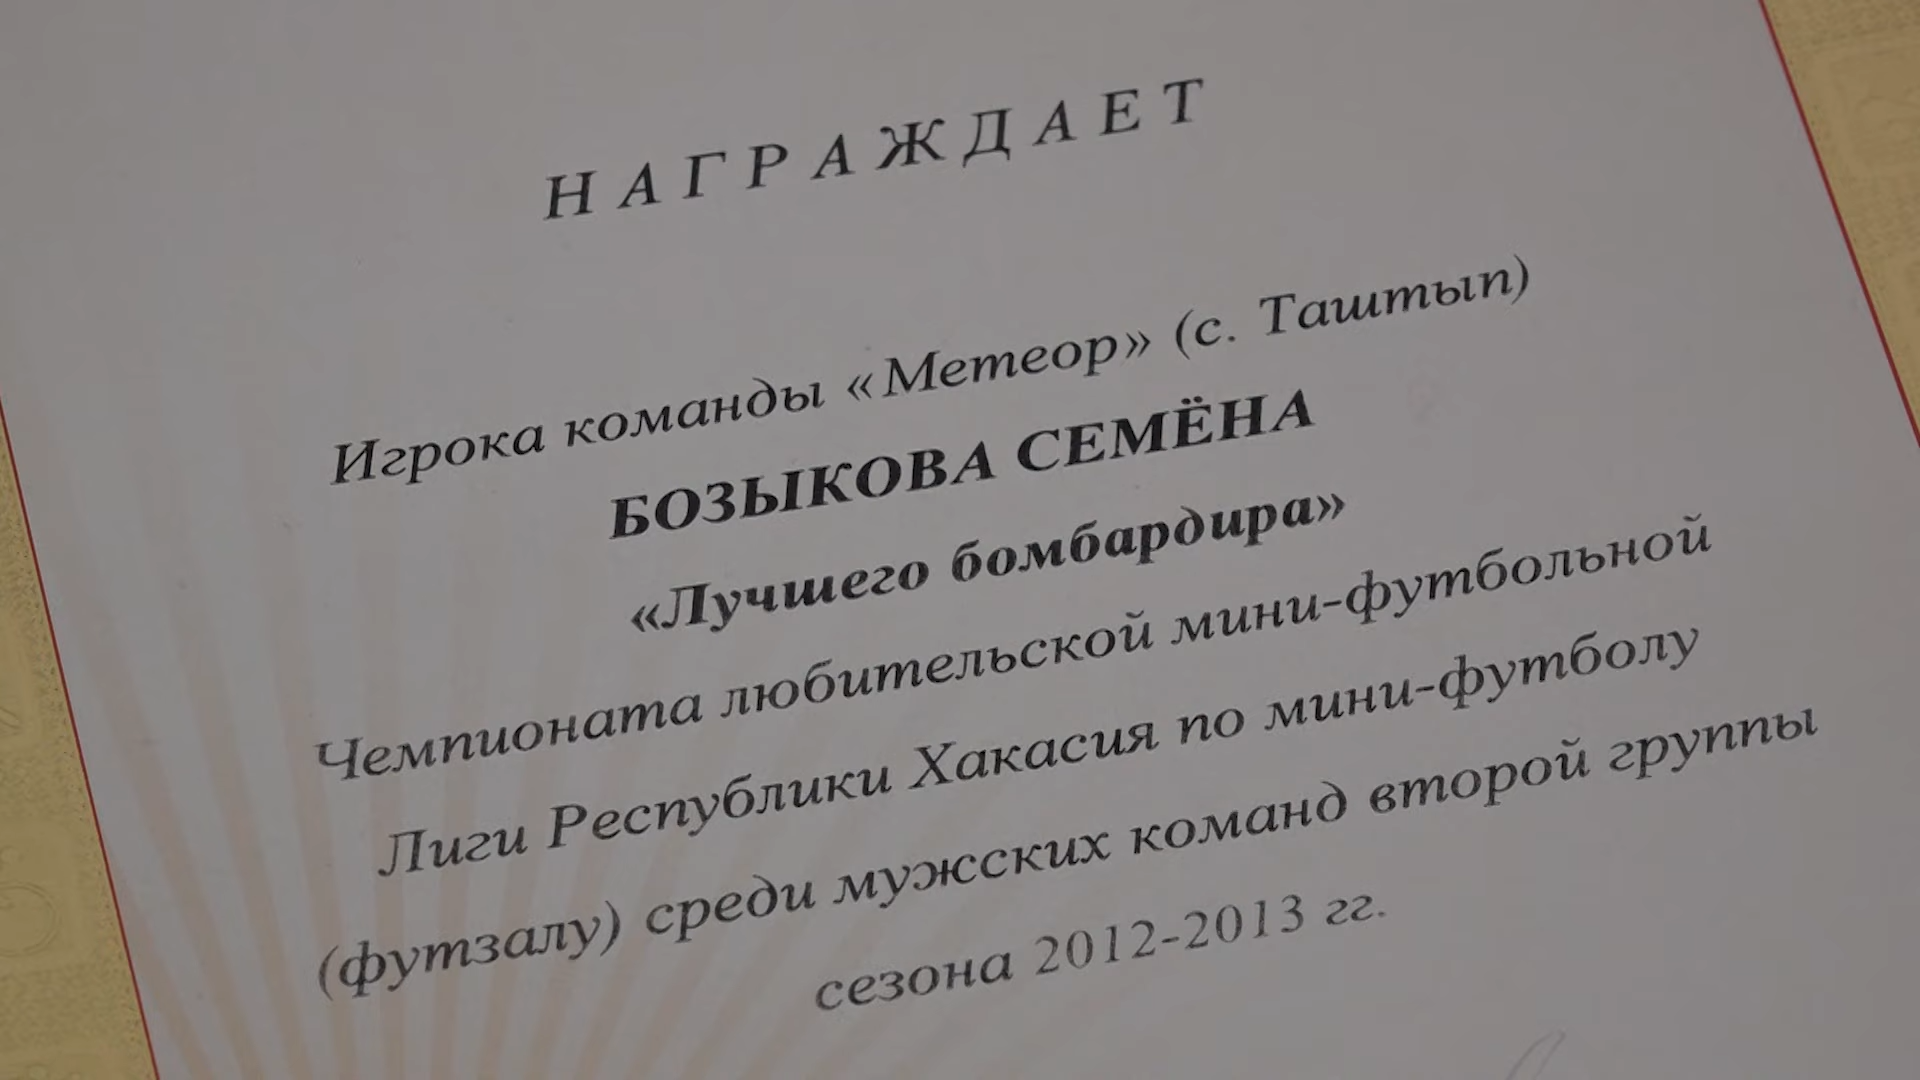 НАГРАЖДАЕТ
Игрока команды «Метеор» (с. Таштып)
БОЗЫКОВА СЕМЁНА
«Лучшего бомбардира»
Чемпионата любительской мини-футбольной
Лиги Республики Хакасия по мини-футболу
(футзалу) среди мужских команд второй группы
сезона 2012-2013 гг.